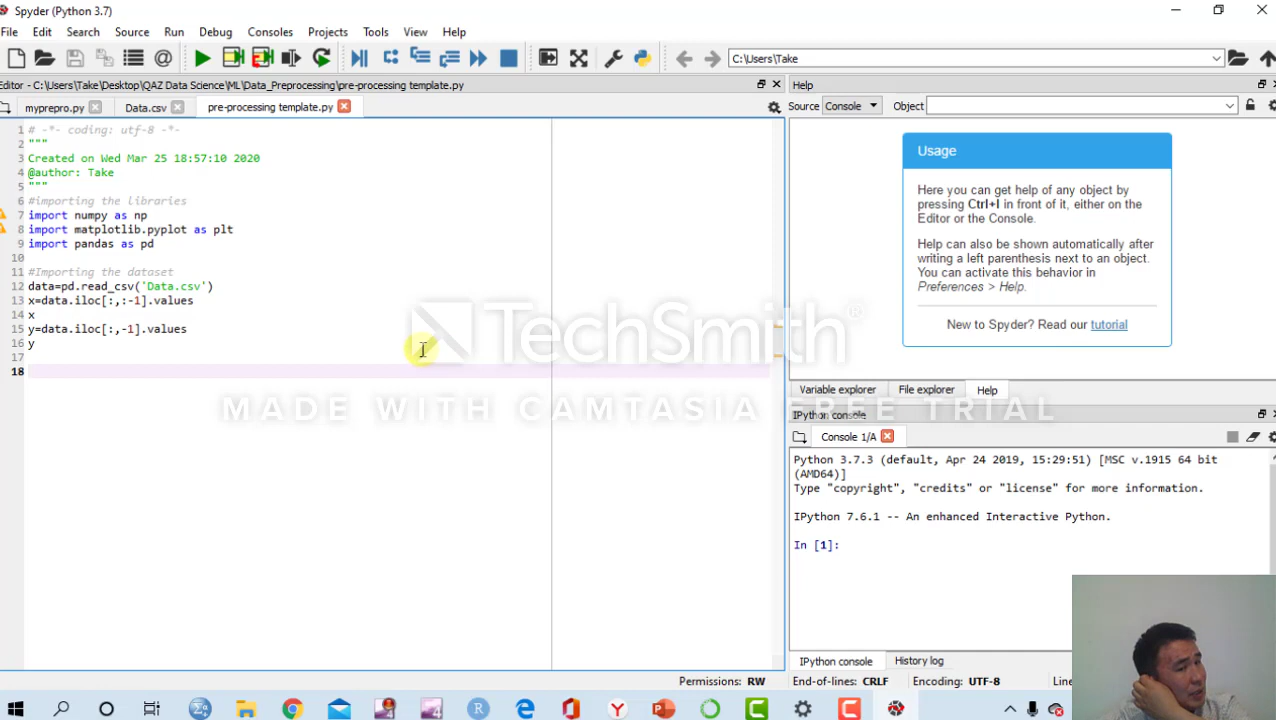 Spyder (Python 3.7)
File Edit Search Source Run Debug Consoles Projects Tools View Help
C:\Users\Take
Editor - C:\Users\Take\Desktop\QAZ Data Science\ML\Data_Preprocessing\pre-processing template.py
Help
myprepro.py Data.csv pre-processing template.py
Source Console Object
1 # -*- coding: utf-8 -*-
2 """
3 Created on Wed Mar 25 18:57:10 2020
4 @author: Take
5 """
6 #importing the libraries
7 import numpy as np
8 import matplotlib.pyplot as plt
9 import pandas as pd
10
11 #Importing the dataset
12 data=pd.read_csv('Data.csv')
13 x=data.iloc[:,:-1].values
14 x
15 y=data.iloc[:,-1].values
16 y
17
18
Usage
Here you can get help of any object by
pressing Ctrl+I in front of it, either on the
Editor or the Console.
Help can also be shown automatically after
writing a left parenthesis next to an object.
You can activate this behavior in
Preferences > Help.
New to Spyder? Read our tutorial
TechSmith®
MADE WITH CAMTASIA FREE TRIAL
Variable explorer File explorer Help
IPython console
Console 1/A
Python 3.7.3 (default, Apr 24 2019, 15:29:51) [MSC v.1915 64 bit
(AMD64)]
Type "copyright", "credits" or "license" for more information.
IPython 7.6.1 -- An enhanced Interactive Python.
In [1]:
IPython console History log
Permissions: RW End-of-lines: CRLF Encoding: UTF-8 Line: